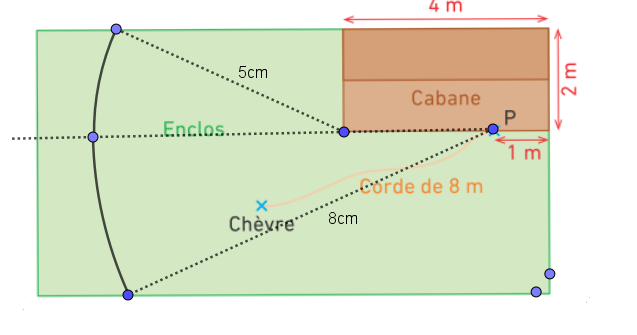 4 m
5cm
2 m
Cabane
P
Enclos
1 m
Corde de 8 m
Chèvre
8cm